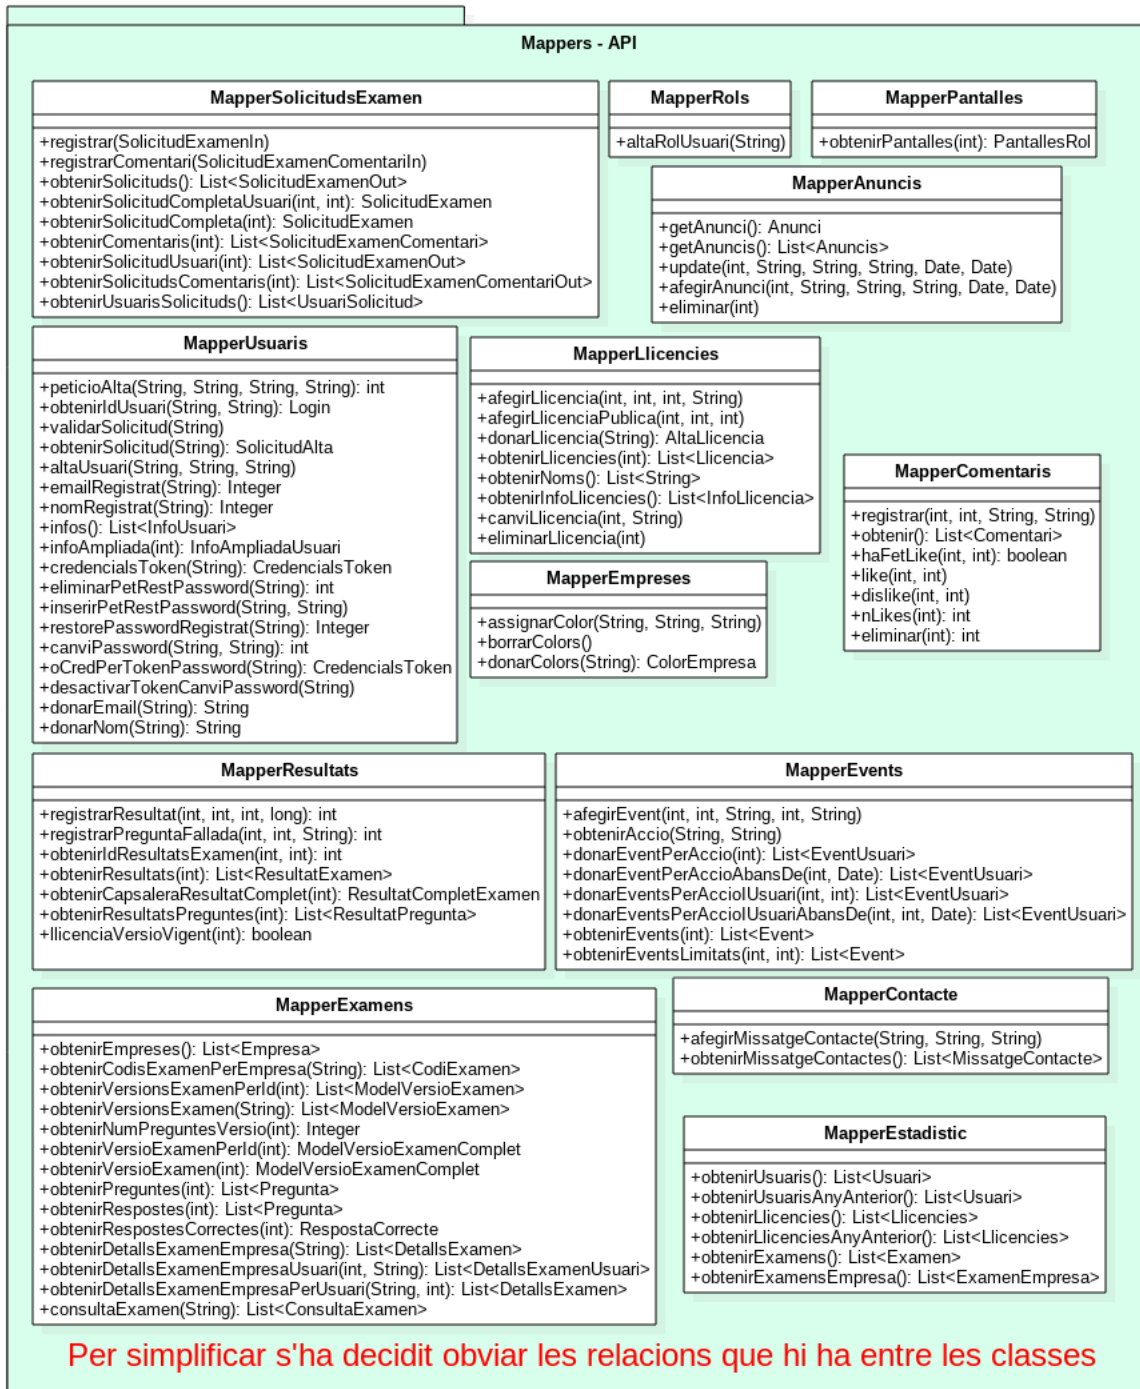 Mappers - API
MapperSolicitudsExamen
+registrar(SolicitudExamenIn)
+registrarComentari(SolicitudExamenComentariIn)
+obtenirSolicituds(): List<SolicitudExamenOut>
+obtenirSolicitudCompletaUsuari(int, int): SolicitudExamen
+obtenirSolicitudCompleta(int): SolicitudExamen
+obtenirComentaris(int): List<SolicitudExamenComentari>
+obtenirSolicitudUsuari(int): List<SolicitudExamenOut>
+obtenirSolicitudsComentaris(int): List<SolicitudExamenComentariOut>
+obtenirUsuarisSolicituds(): List<UsuariSolicitud>
MapperRols
+altaRolUsuari(String)
MapperPantalles
+obtenirPantalles(int): PantallesRol
MapperAnuncis
+getAnunci(): Anunci
+getAnuncis(): List<Anuncis>
+update(int, String, String, String, Date, Date)
+afegirAnunci(int, String, String, String, Date, Date)
+eliminar(int)
MapperUsuaris
+peticioAlta(String, String, String, String): int
+obtenirIdUsuari(String, String): Login
+validarSolicitud(String)
+obtenirSolicitud(String): SolicitudAlta
+altaUsuari(String, String, String)
+emailRegistrat(String): Integer
+nomRegistrat(String): Integer
+infos(): List<InfoUsuari>
+infoAmpliada(int): InfoAmpliadaUsuari
+credencialsToken(String): CredencialsToken
+eliminarPetRestPassword(String): int
+inserirPetRestPassword(String, String)
+restorePasswordRegistrat(String): Integer
+canviPassword(String, String): int
+oCredPerTokenPassword(String): CredencialsToken
+desactivarTokenCanviPassword(String)
+donarEmail(String): String
+donarNom(String): String
MapperLlicencies
+afegirLlicencia(int, int, int, String)
+afegirLlicenciaPublica(int, int, int)
+donarLlicencia(String): AltaLlicencia
+obtenirLlicencies(int): List<Llicencia>
+obtenirNoms(): List<String>
+obtenirInfoLlicencies(): List<InfoLlicencia>
+canviLlicencia(int, String)
+eliminarLlicencia(int)
MapperComentaris
+registrar(int, int, String, String)
+obtenir(): List<Comentari>
+haFetLike(int, int): boolean
+like(int, int)
+dislike(int, int)
+nLikes(int): int
+eliminar(int): int
MapperEmpreses
+assignarColor(String, String, String)
+borrarColors()
+donarColors(String): ColorEmpresa
MapperResultats
+registrarResultat(int, int, int, long): int
+registrarPreguntaFallada(int, int, String): int
+obtenirIdResultatsExamen(int, int): int
+obtenirResultats(int): List<ResultatExamen>
+obtenirCapsaleraResultatComplet(int): ResultatCompletExamen
+obtenirResultatsPreguntes(int): List<ResultatPregunta>
+llicenciaVersioVigent(int): boolean
MapperEvents
+afegirEvent(int, int, String, int, String)
+obtenirAccio(String, String)
+donarEventPerAccio(int): List<EventUsuari>
+donarEventPerAccioAbansDe(int, Date): List<EventUsuari>
+donarEventsPerAccioIUsuari(int, int): List<EventUsuari>
+donarEventsPerAccioIUsuariAbansDe(int, int, Date): List<EventUsuari>
+obtenirEvents(int): List<Event>
+obtenirEventsLimitats(int, int): List<Event>
MapperExamens
+obtenirEmpreses(): List<Empresa>
+obtenirCodisExamenPerEmpresa(String): List<CodiExamen>
+obtenirVersionsExamenPerId(int): List<ModelVersioExamen>
+obtenirVersionsExamen(String): List<ModelVersioExamen>
+obtenirNumPreguntesVersio(int): Integer
+obtenirVersioExamenPerId(int): ModelVersioExamenComplet
+obtenirVersioExamen(int): ModelVersioExamenComplet
+obtenirPreguntes(int): List<Pregunta>
+obtenirRespostes(int): List<Pregunta>
+obtenirRespostesCorrectes(int): RespostaCorrecte
+obtenirDetallsExamenEmpresa(String): List<DetallsExamen>
+obtenirDetallsExamenEmpresaUsuari(int, String): List<DetallsExamenUsuari>
+obtenirDetallsExamenEmpresaPerUsuari(String, int): List<DetallsExamen>
+consultaExamen(String): List<ConsultaExamen>
MapperContacte
+afegirMissatgeContacte(String, String, String)
+obtenirMissatgeContactes(): List<MissatgeContacte>
MapperEstadistic
+obtenirUsuaris(): List<Usuari>
+obtenirUsuarisAnyAnterior(): List<Usuari>
+obtenirLlicencies(): List<Llicencies>
+obtenirLlicenciesAnyAnterior(): List<Llicencies>
+obtenirExamens(): List<Examen>
+obtenirExamensEmpresa(): List<ExamenEmpresa>
Per simplificar s'ha decidit obviar les relacions que hi ha entre les classes